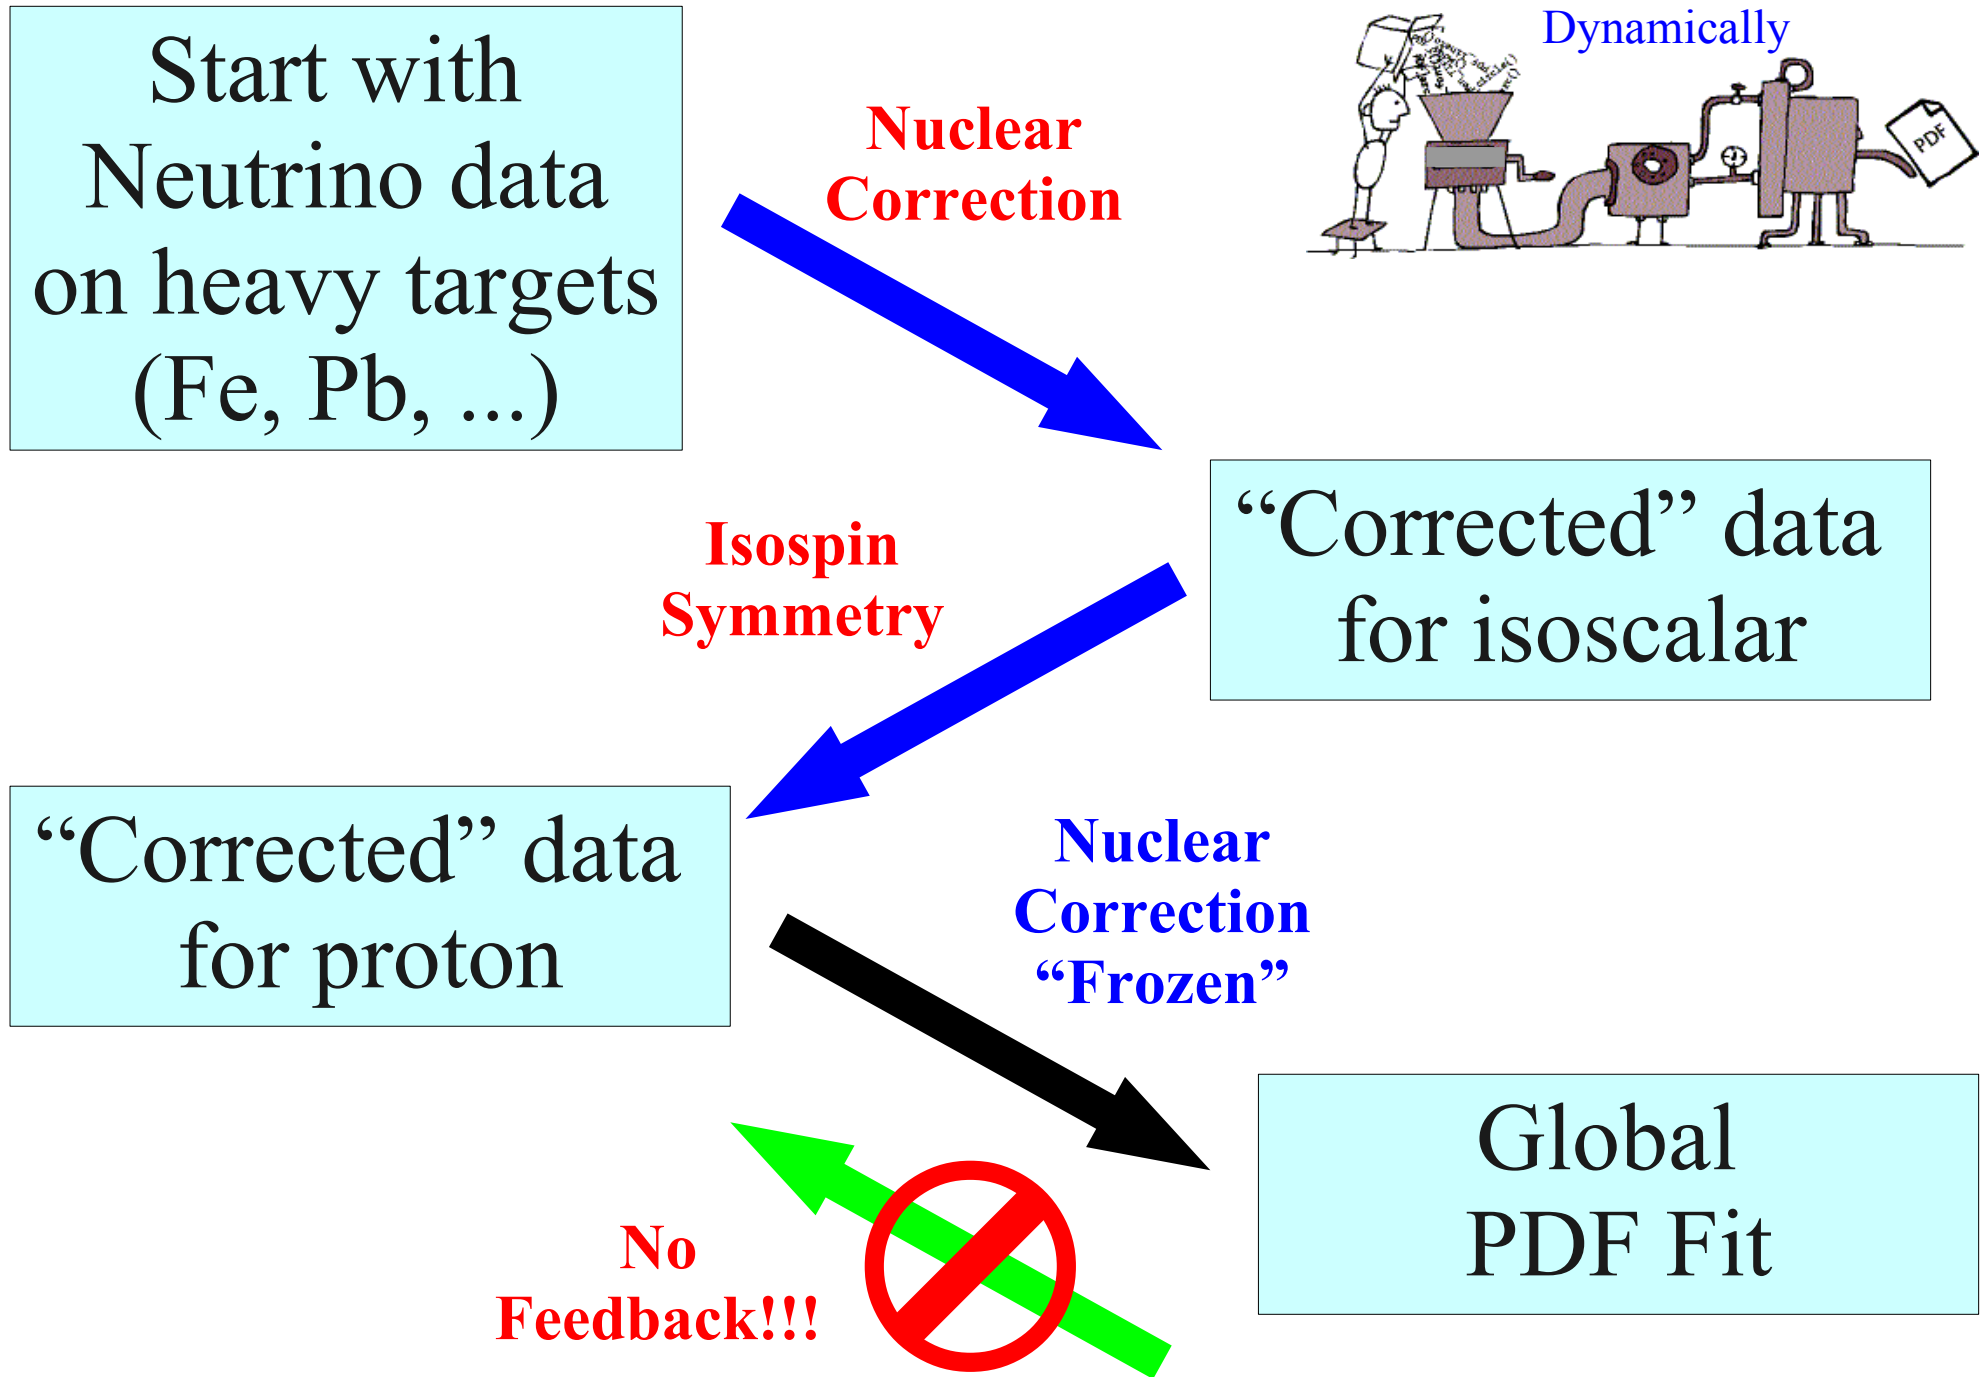 Start with
Neutrino data
on heavy targets
(Fe, Pb, ...)
Nuclear
Correction
Dynamically
PDF
“Corrected” data
for isoscalar
Isospin
Symmetry
“Corrected” data
for proton
Nuclear
Correction
“Frozen”
Global
PDF Fit
No
Feedback!!!